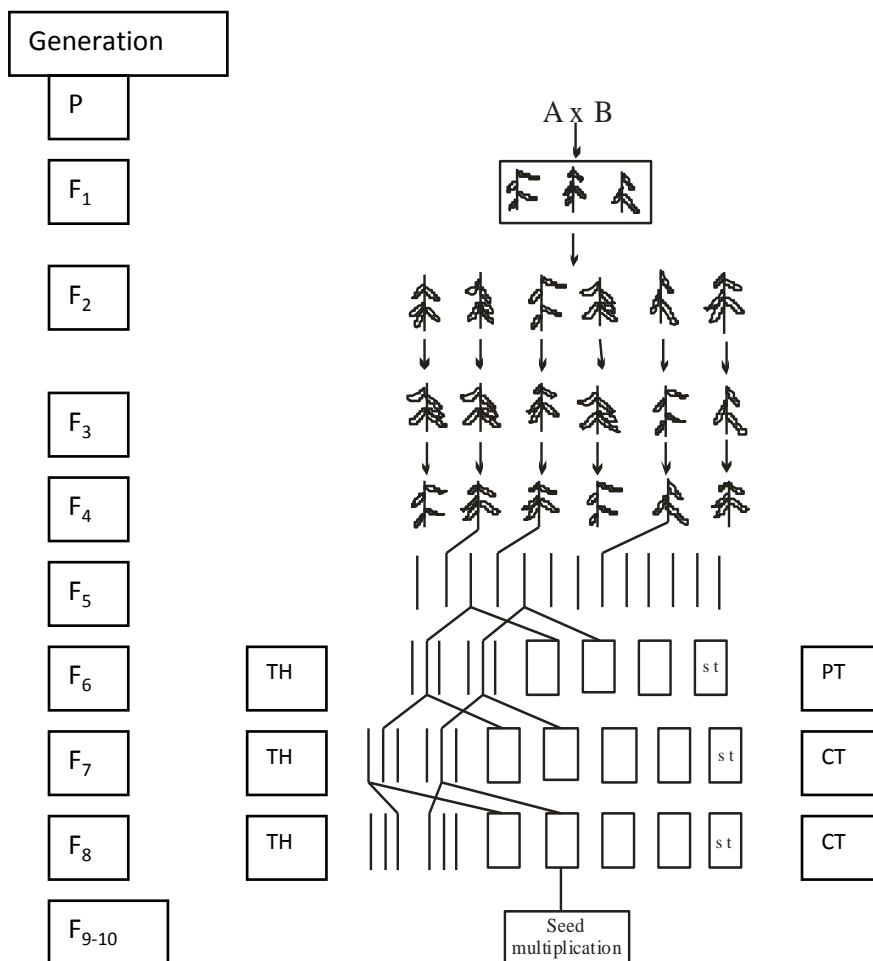 Generation
P
A x B
F₁
F₂
F₃
F₄
F₅
F₆ TH st PT
F₇ TH st CT
F₈ TH st CT
F₉₋₁₀
Seed
multiplication